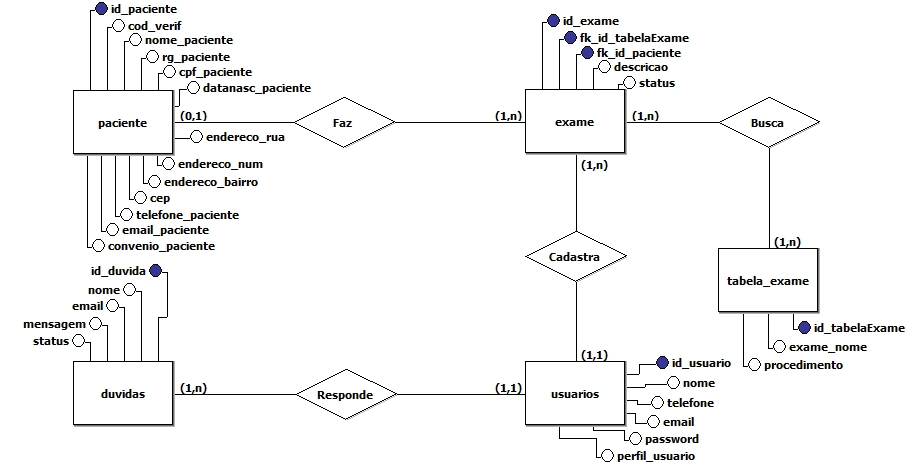 id_paciente
cod_verif
nome_paciente
rg_paciente
cpf_paciente
datanasc_paciente
paciente
(0,1)
Faz
(1,n)
endereco_rua
endereco_num
endereco_bairro
cep
telefone_paciente
email_paciente
convenio_paciente
id_exame
fk_id_tabelaExame
fk_id_paciente
descricao
status
exame
(1,n)
Busca
(1,n)
Cadastra
(1,n)
tabela_exame
id_tabelaExame
exame_nome
procedimento
id_duvida
nome
email
mensagem
status
duvidas
(1,n)
Responde
(1,1)
(1,1)
usuarios
id_usuario
nome
telefone
email
password
perfil_usuario